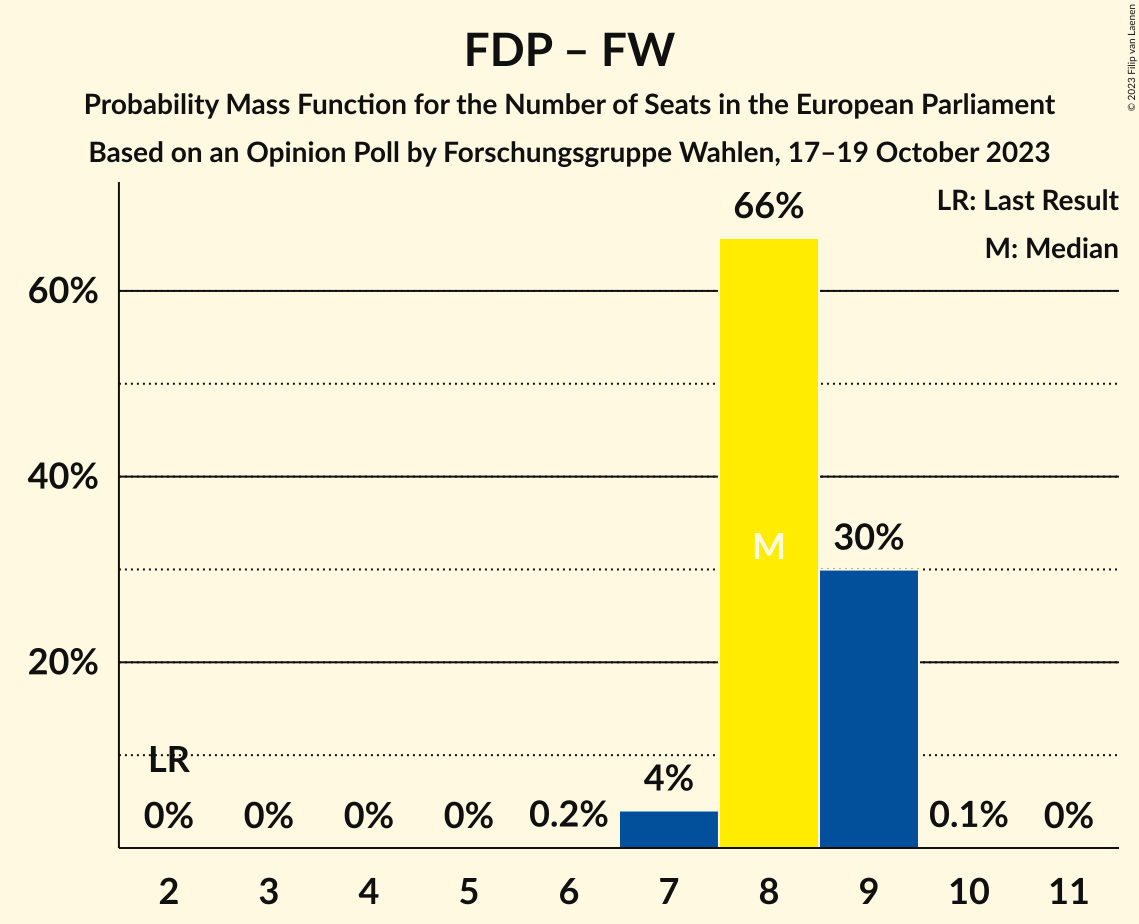 FDP – FW
Probability Mass Function for the Number of Seats in the European Parliament
Based on an Opinion Poll by Forschungsgruppe Wahlen, 17–19 October 2023
© 2023 Filip van Laenen
LR: Last Result
M: Median
66%
60%
40%
M
30%
20%
LR
4%
0%
0%
0%
0%
0.2%
0.1%
0%
2 3 4 5 6 7 8 9 10 11